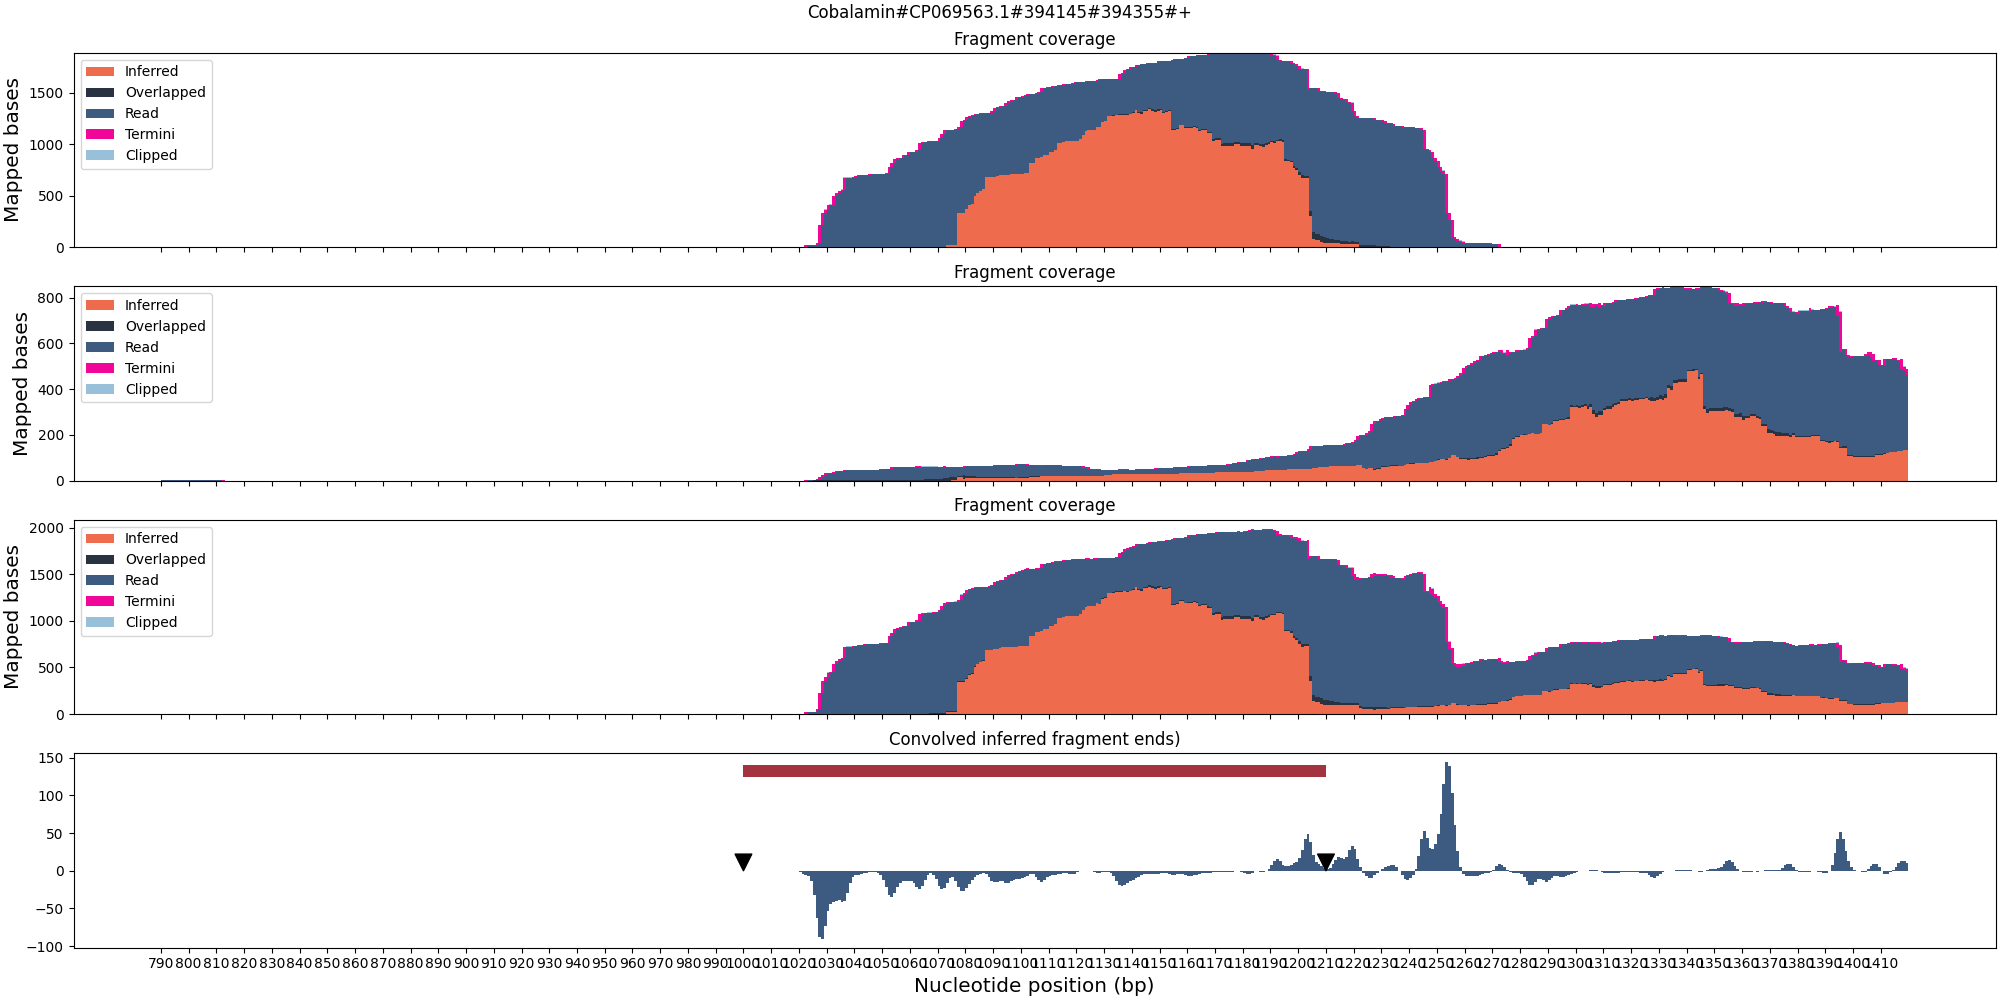 Cobalamin#CP069563.1#394145#394355#+
Fragment coverage
Mapped bases
1500
1000
500
0
Inferred
Overlapped
Read
Termini
Clipped
Fragment coverage
Mapped bases
800
600
400
200
0
Inferred
Overlapped
Read
Termini
Clipped
Fragment coverage
Mapped bases
2000
1500
1000
500
0
Inferred
Overlapped
Read
Termini
Clipped
Convolved inferred fragment ends)
150
100
50
0
−50
−100
790 800 810 820 830 840 850 860 870 880 890 900 910 920 930 940 950 960 970 980 990 1000 1010 1020 1030 1040 1050 1060 1070 1080 1090 1100 1110 1120 1130 1140 1150 1160 1170 1180 1190 1200 1210 1220 1230 1240 1250 1260 1270 1280 1290 1300 1310 1320 1330 1340 1350 1360 1370 1380 1390 1400 1410
Nucleotide position (bp)